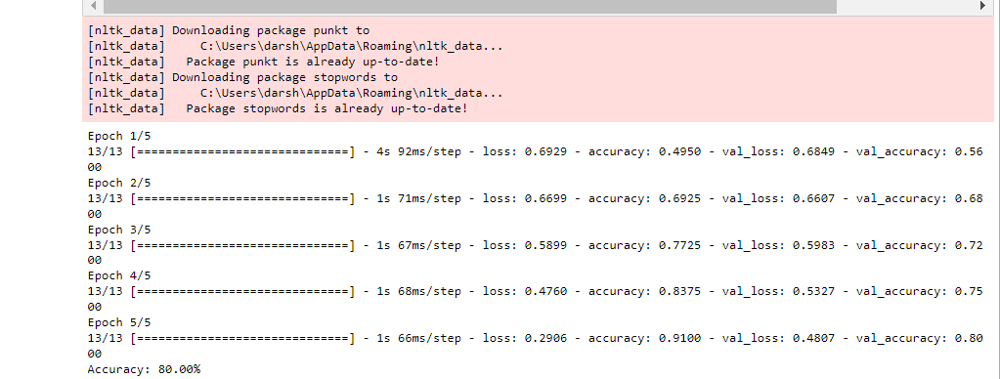 [nltk_data] Downloading package punkt to
[nltk_data]     C:\Users\darsh\AppData\Roaming\nltk_data...
[nltk_data]   Package punkt is already up-to-date!
[nltk_data] Downloading package stopwords to
[nltk_data]     C:\Users\darsh\AppData\Roaming\nltk_data...
[nltk_data]   Package stopwords is already up-to-date!
Epoch 1/5
13/13 [==============================] - 4s 92ms/step - loss: 0.6929 - accuracy: 0.4950 - val_loss: 0.6849 - val_accuracy: 0.56
00
Epoch 2/5
13/13 [==============================] - 1s 71ms/step - loss: 0.6699 - accuracy: 0.6925 - val_loss: 0.6607 - val_accuracy: 0.68
00
Epoch 3/5
13/13 [==============================] - 1s 67ms/step - loss: 0.5899 - accuracy: 0.7725 - val_loss: 0.5983 - val_accuracy: 0.72
00
Epoch 4/5
13/13 [==============================] - 1s 68ms/step - loss: 0.4760 - accuracy: 0.8375 - val_loss: 0.5327 - val_accuracy: 0.75
00
Epoch 5/5
13/13 [==============================] - 1s 66ms/step - loss: 0.2906 - accuracy: 0.9100 - val_loss: 0.4807 - val_accuracy: 0.80
00
Accuracy: 80.00%